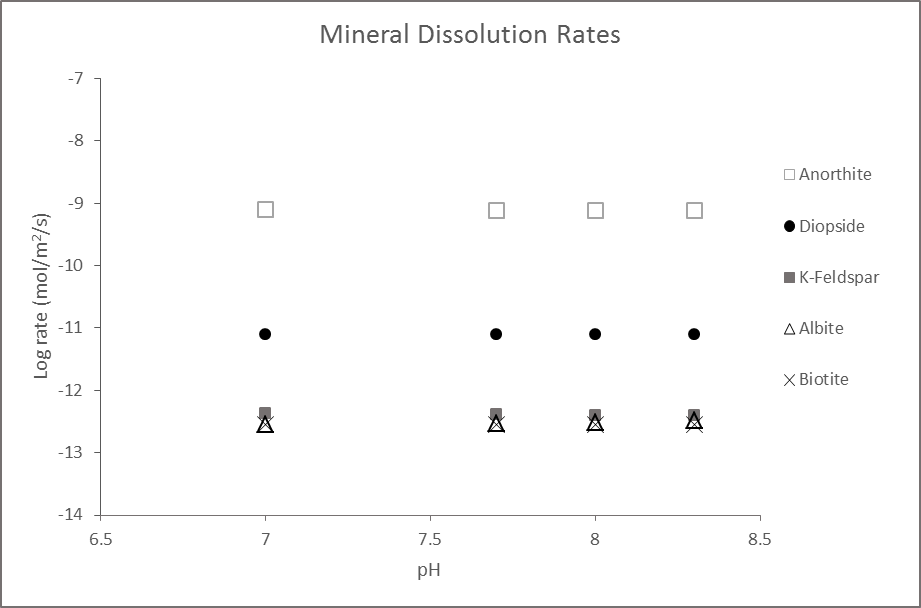 Mineral Dissolution Rates
Log rate (mol/m²/s)
-7
-8
-9
-10
-11
-12
-13
-14
6.5
7
7.5
8
8.5
pH
Anorthite
Diopside
K-Feldspar
Albite
Biotite